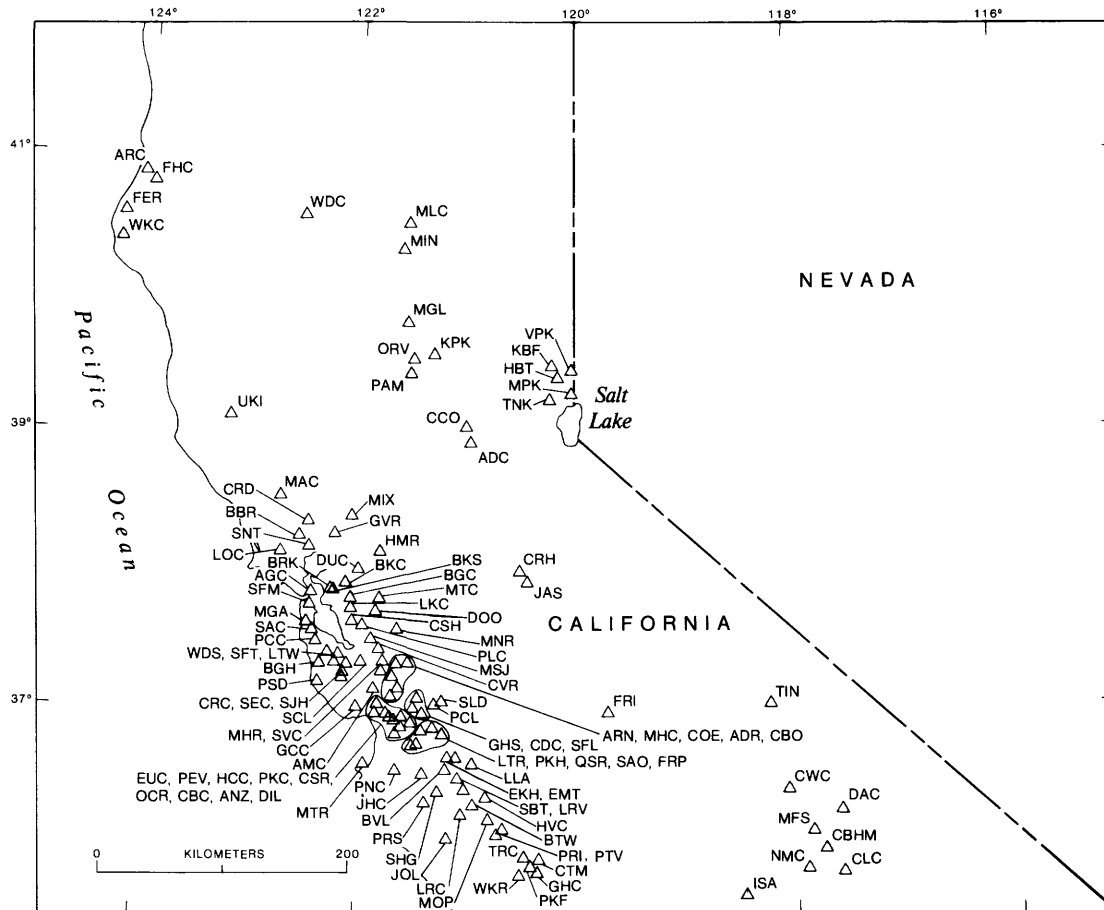 124° 122° 120° 118° 116°
41°
39°
37°
ARC
FHC
FER
WKC
WDC
MLC
MIN
NEVADA
Pacific
Ocean
MGL
ORV
KPK
PAM
VPK
KBF
HBT
MPK
TNK
Salt
Lake
UKI
CCO
ADC
CRD
MAC
MIX
BBR
GVR
SNT
HMR
LOC
BRK
DUC
BKC
BKS
BGC
MTC
AGC
SFM
LKC
DOO
CSH
CRH
JAS
CALIFORNIA
MGA
SAC
PCC
MNR
PLC
MSJ
CVR
WDS, SFT, LTW
BGH
PSD
CRC, SEC, SJH
SCL
MHR, SVC
GCC
AMC
SLD
PCL
FRI
TIN
ARN, MHC, COE, ADR, CBO
GHS, CDC, SFL
LTR, PKH, QSR, SAO, FRP
EUC, PEV, HCC, PKC, CSR,
OCR, CBC, ANZ, DIL
MTR
PNC
JHC
BVL
LLA
EKH, EMT
SBT, LRV
HVC
BTW
PRI, PTV
PRS
SHG
JOL
LRC
MOP
TRC
WKR
CTM
GHC
PKF
CWC
DAC
MFS
CBHM
NMC
CLC
ISA
0 KILOMETERS 200